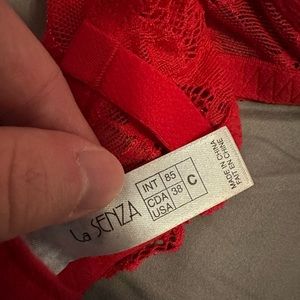 La SENZA
INT 85
CDA 38 C
USA
MADE IN CHINA
FAIT EN CHINE